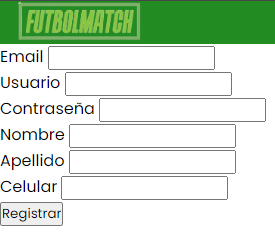 FUTBOLMATCH
Email
Usuario
Contraseña
Nombre
Apellido
Celular
Registrar